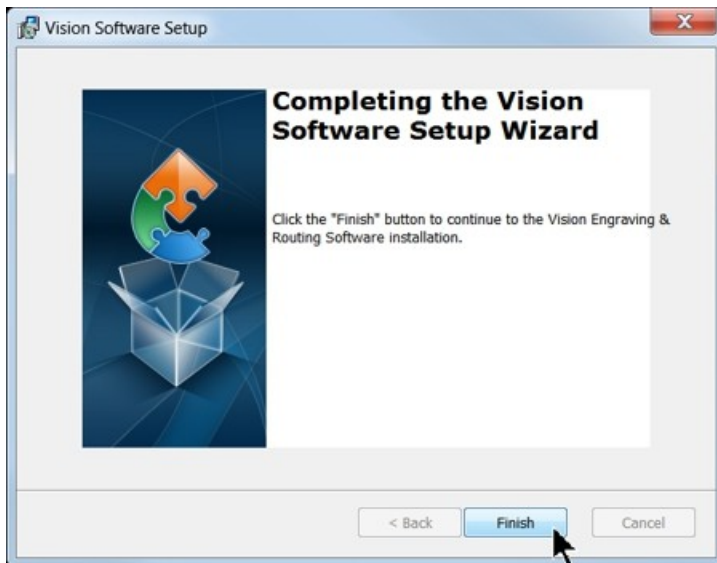 Vision Software Setup
Completing the Vision
Software Setup Wizard
Click the "Finish" button to continue to the Vision Engraving &
Routing Software installation.
< Back
Finish
Cancel